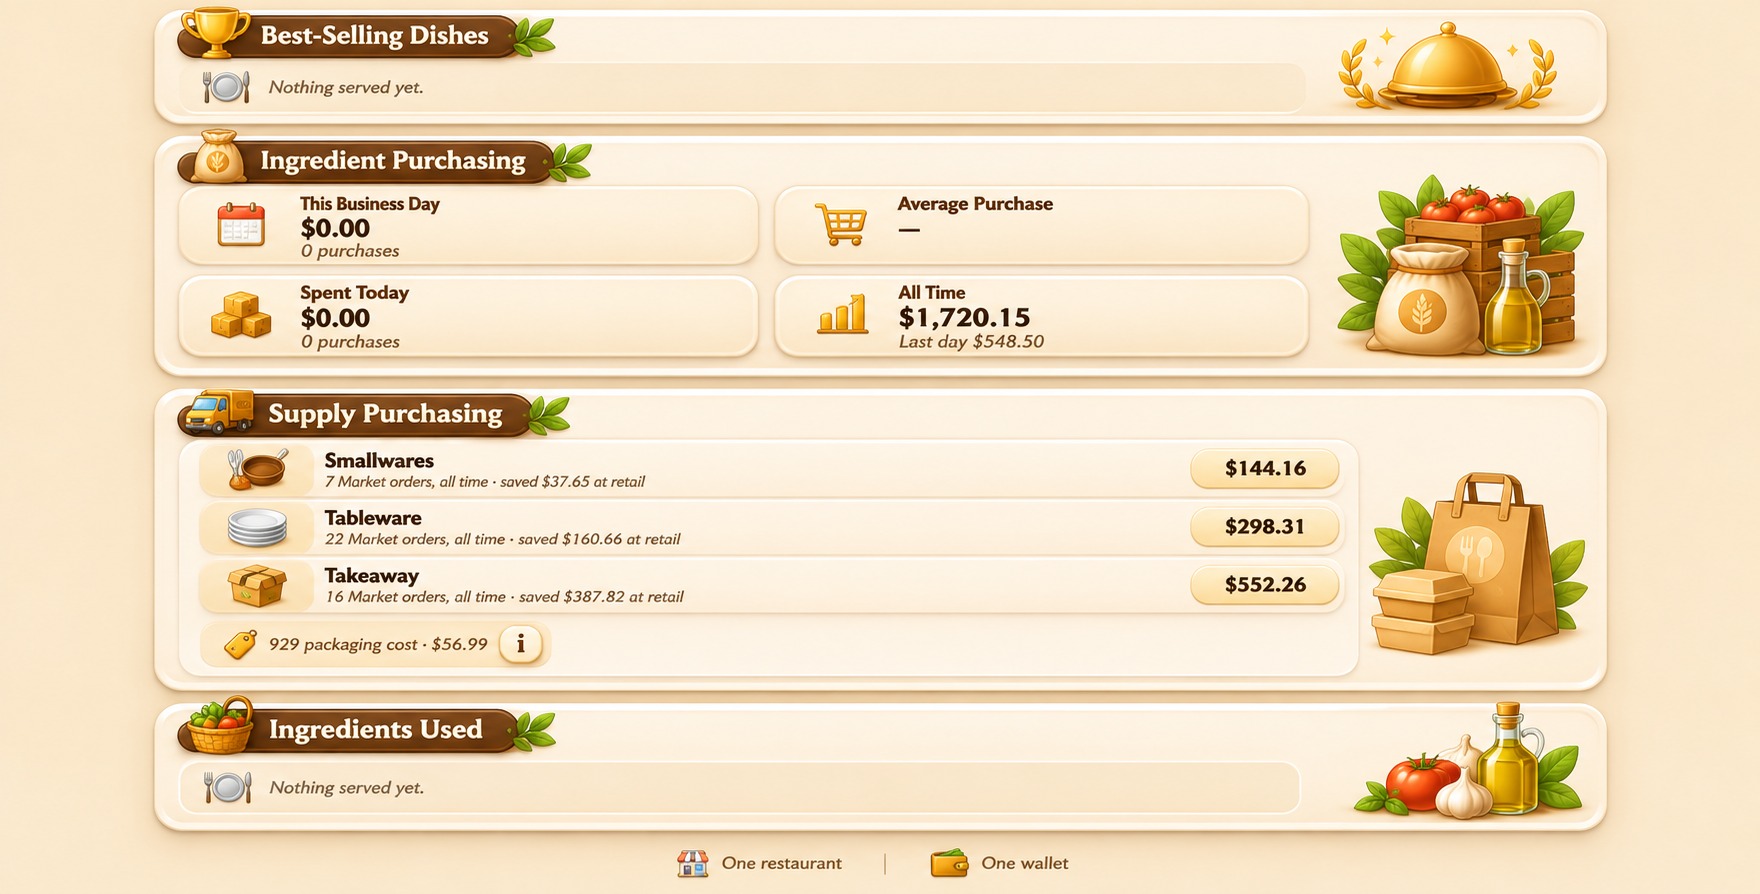 Best-Selling Dishes
Nothing served yet.
Ingredient Purchasing
This Business Day
$0.00
0 purchases
Average Purchase
—
Spent Today
$0.00
0 purchases
All Time
$1,720.15
Last day $548.50
Supply Purchasing
Smallwares
7 Market orders, all time · saved $37.65 at retail
$144.16
Tableware
22 Market orders, all time · saved $160.66 at retail
$298.31
Takeaway
16 Market orders, all time · saved $387.82 at retail
$552.26
929 packaging cost · $56.99 i
Ingredients Used
Nothing served yet.
One restaurant | One wallet